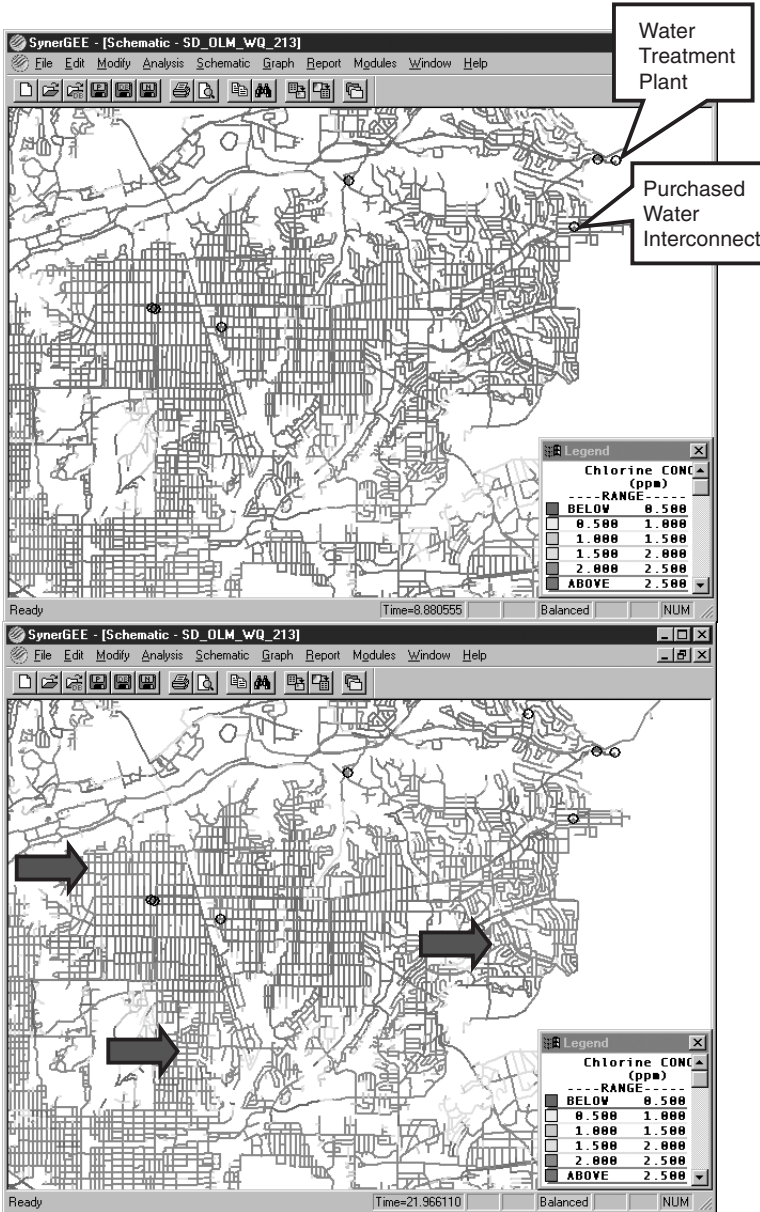 Water
Treatment
Plant
SynerGEE - [Schematic - SD_OLM_WQ_213]
File Edit Modify Analysis Schematic Graph Report Modules Window Help
Purchased
Water
Interconnect
Legend
Chlorine CONC
(ppm)
----RANGE-----
BELOW 0.500
0.500 1.000
1.000 1.500
1.500 2.000
2.000 2.500
ABOVE 2.500
Ready Time=8.880555 Balanced NUM
SynerGEE - [Schematic - SD_OLM_WQ_213]
File Edit Modify Analysis Schematic Graph Report Modules Window Help
Legend
Chlorine CONC
(ppm)
----RANGE-----
BELOW 0.500
0.500 1.000
1.000 1.500
1.500 2.000
2.000 2.500
ABOVE 2.500
Ready Time=21.966110 Balanced NUM